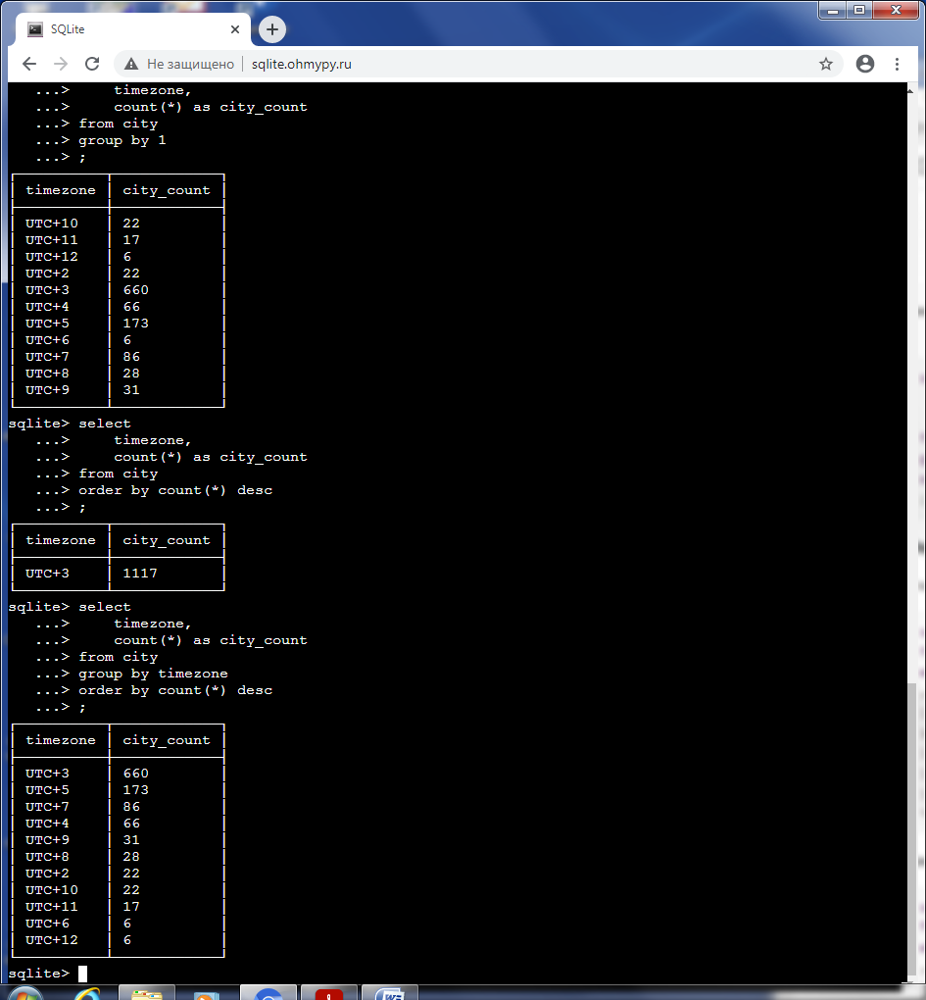 SQLite
Не защищено sqlite.ohmypy.ru
...> timezone,
...> count(*) as city_count
...> from city
...> group by 1
...> ;
timezone city_count
UTC+10 22
UTC+11 17
UTC+12 6
UTC+2 22
UTC+3 660
UTC+4 66
UTC+5 173
UTC+6 6
UTC+7 86
UTC+8 28
UTC+9 31
sqlite> select
...> timezone,
...> count(*) as city_count
...> from city
...> order by count(*) desc
...> ;
timezone city_count
UTC+3 1117
sqlite> select
...> timezone,
...> count(*) as city_count
...> from city
...> group by timezone
...> order by count(*) desc
...> ;
timezone city_count
UTC+3 660
UTC+5 173
UTC+7 86
UTC+4 66
UTC+9 31
UTC+8 28
UTC+2 22
UTC+10 22
UTC+11 17
UTC+6 6
UTC+12 6
sqlite>